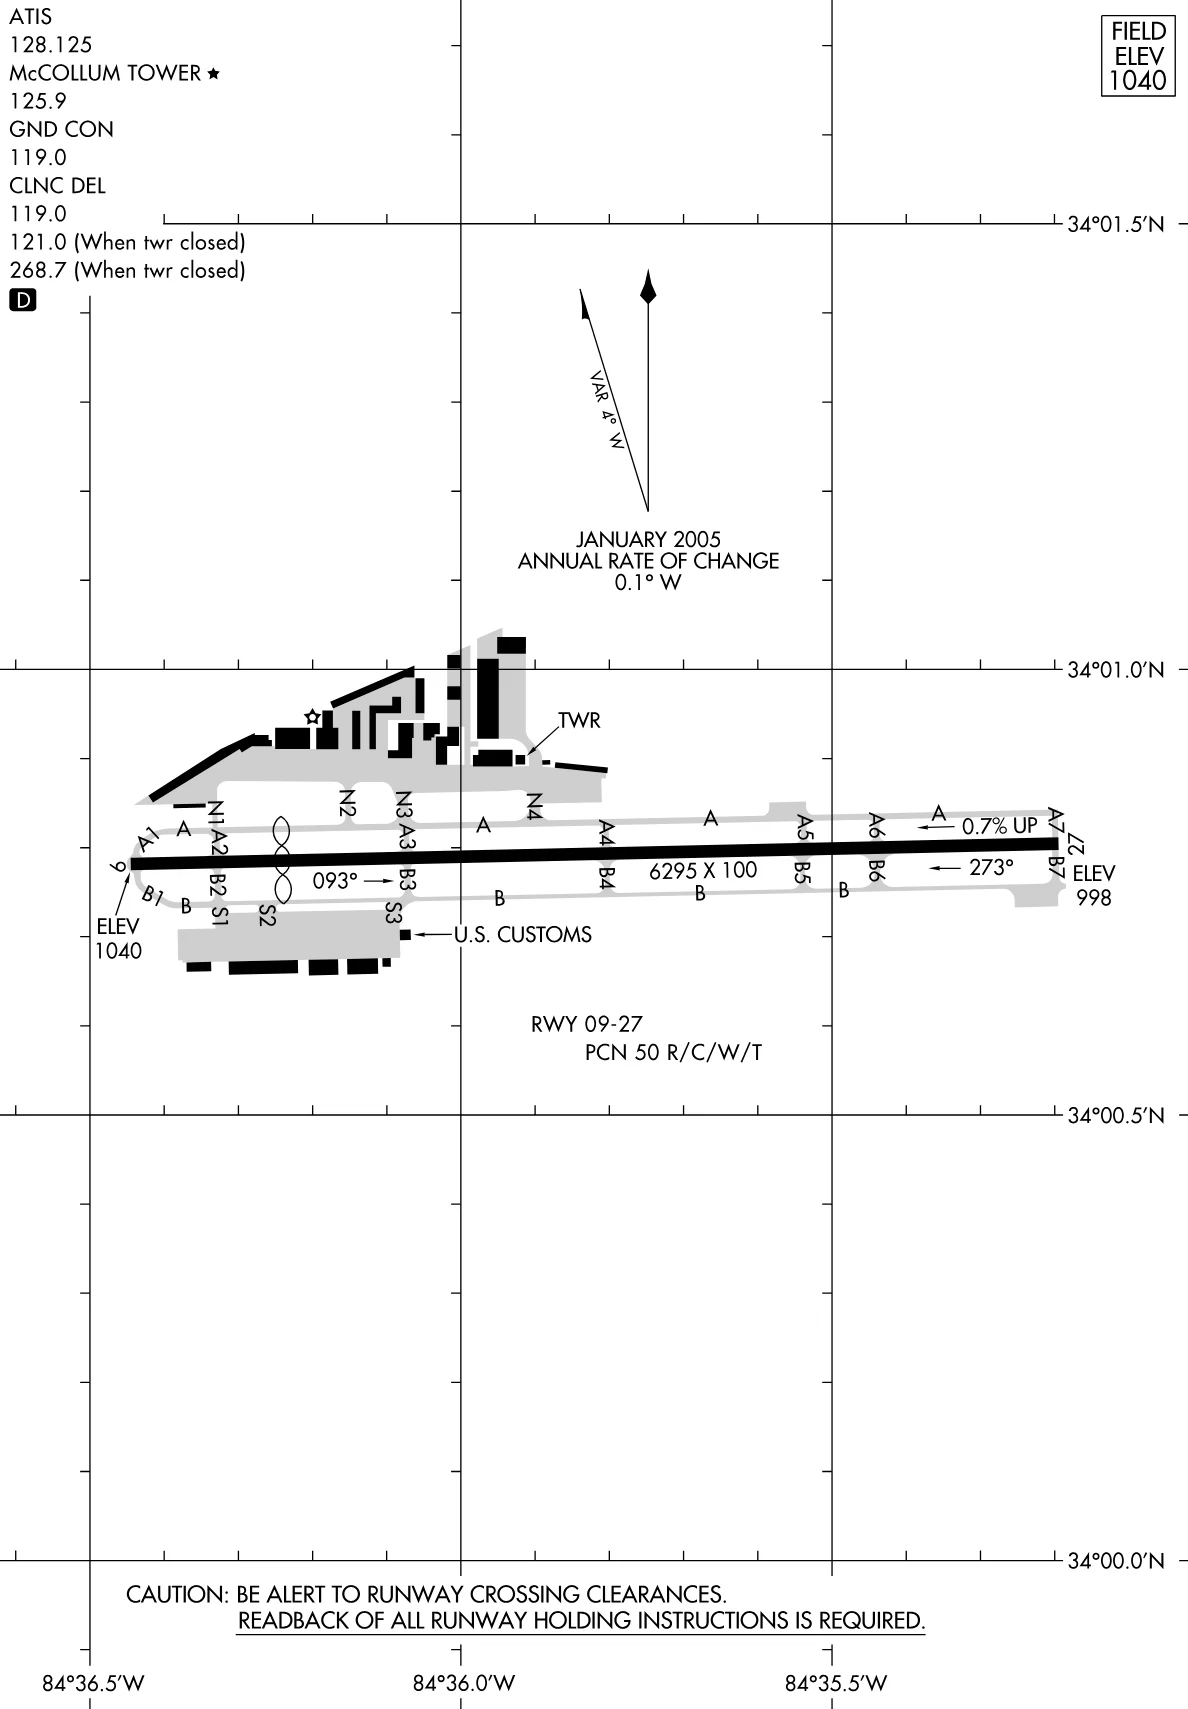 ATIS
128.125
McCOLLUM TOWER ★
125.9
GND CON
119.0
CLNC DEL
119.0
121.0 (When twr closed)
268.7 (When twr closed)
D
FIELD
ELEV
1040
34°01.5′N
VAR 4° W
JANUARY 2005
ANNUAL RATE OF CHANGE
0.1° W
34°01.0′N
TWR
N1
N2
N3
N4
A1
A
A2
A3
A
A4
A
A5
A6
A
A7
0.7% UP
9
27
093°
6295 X 100
273°
ELEV
998
B1
B
B2
B3
B
B4
B
B5
B
B6
B7
S1
S2
S3
ELEV
1040
U.S. CUSTOMS
RWY 09-27
PCN 50 R/C/W/T
34°00.5′N
34°00.0′N
CAUTION: BE ALERT TO RUNWAY CROSSING CLEARANCES.
READBACK OF ALL RUNWAY HOLDING INSTRUCTIONS IS REQUIRED.
84°36.5′W
84°36.0′W
84°35.5′W